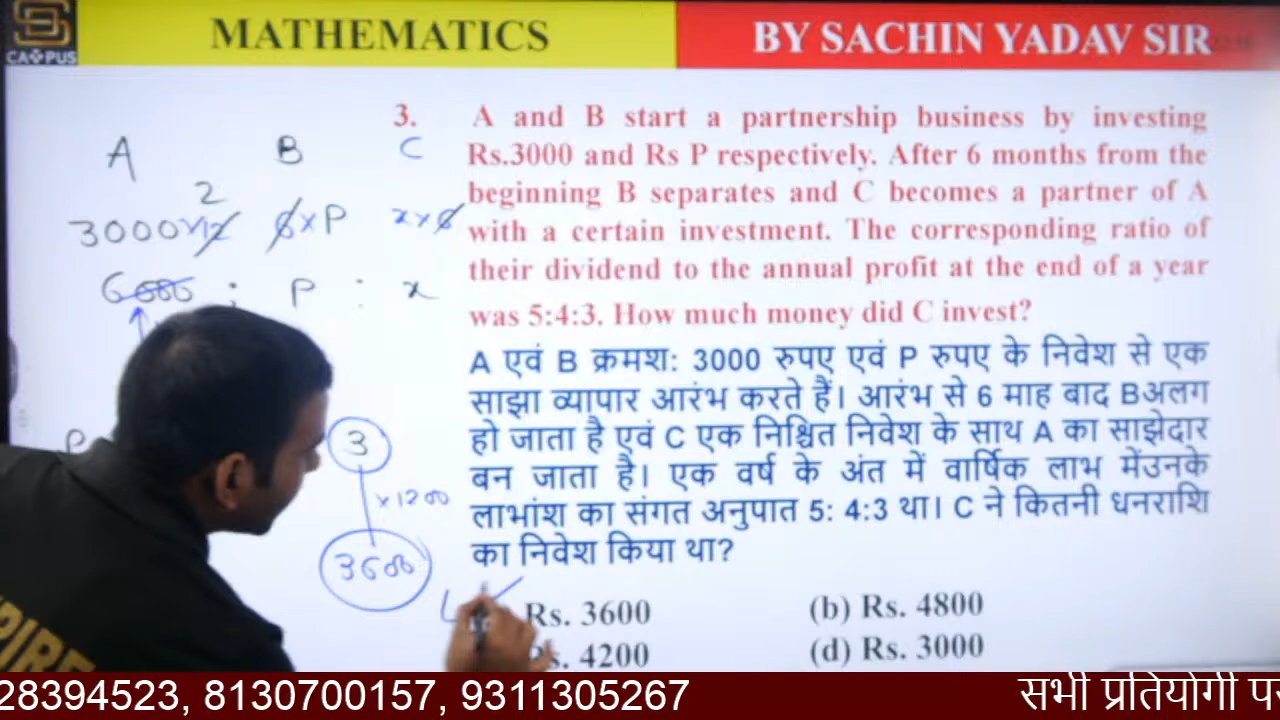 CAMPUS
MATHEMATICS
BY SACHIN YADAV SIR
A B C
2
3000×12 6×P x×6
6000 : P : x
P
3
×1200
3600
3. A and B start a partnership business by investing
Rs.3000 and Rs P respectively. After 6 months from the
beginning B separates and C becomes a partner of A
with a certain investment. The corresponding ratio of
their dividend to the annual profit at the end of a year
was 5:4:3. How much money did C invest?
A एवं B क्रमश: 3000 रुपए एवं P रुपए के निवेश से एक
साझा व्यापार आरंभ करते हैं। आरंभ से 6 माह बाद Bअलग
हो जाता है एवं C एक निश्चित निवेश के साथ A का साझेदार
बन जाता है। एक वर्ष के अंत में वार्षिक लाभ मेंउनके
लाभांश का संगत अनुपात 5: 4:3 था। C ने कितनी धनराशि
का निवेश किया था?
Rs. 3600 (b) Rs. 4800
Rs. 4200 (d) Rs. 3000
28394523, 8130700157, 9311305267 सभी प्रतियोगी